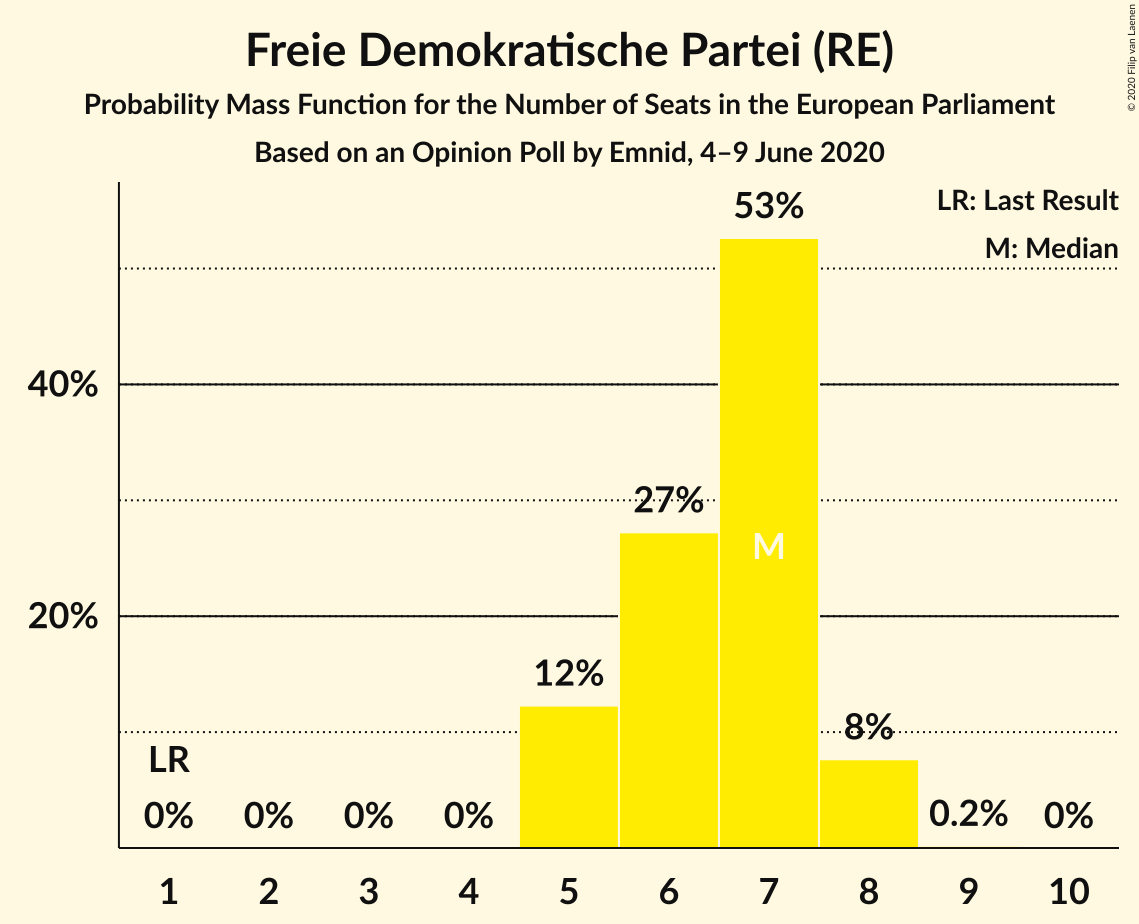 Freie Demokratische Partei (RE)
Probability Mass Function for the Number of Seats in the European Parliament
Based on an Opinion Poll by Emnid, 4–9 June 2020
© 2020 Filip van Laenen
LR: Last Result
M: Median
53%
40%
27%
M
20%
12%
8%
LR
0%
0%
0%
0%
0.2%
0%
1 2 3 4 5 6 7 8 9 10